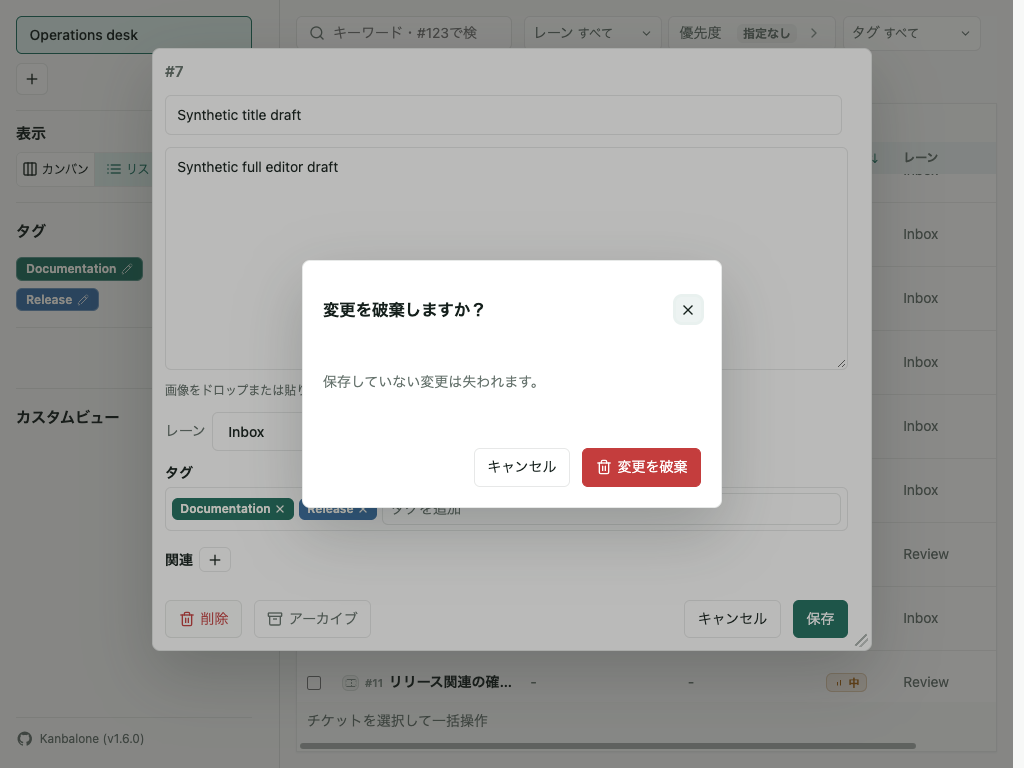 Operations desk
キーワード・#123で検
レーン すべて
優先度 指定なし
タグ すべて
#7
Synthetic title draft
表示
カンバン
リス
Synthetic full editor draft
レーン
タグ
Inbox
Documentation
Inbox
Release
変更を破棄しますか？
Inbox
保存していない変更は失われます。
画像をドロップまたは貼り
カスタムビュー
レーン Inbox
Inbox
キャンセル 変更を破棄
タグ
Inbox
Documentation
Release
タグを追加
関連
Review
削除
アーカイブ
キャンセル
保存
Inbox
#11 リリース関連の確... - - 中 Review
チケットを選択して一括操作
Kanbalone (v1.6.0)